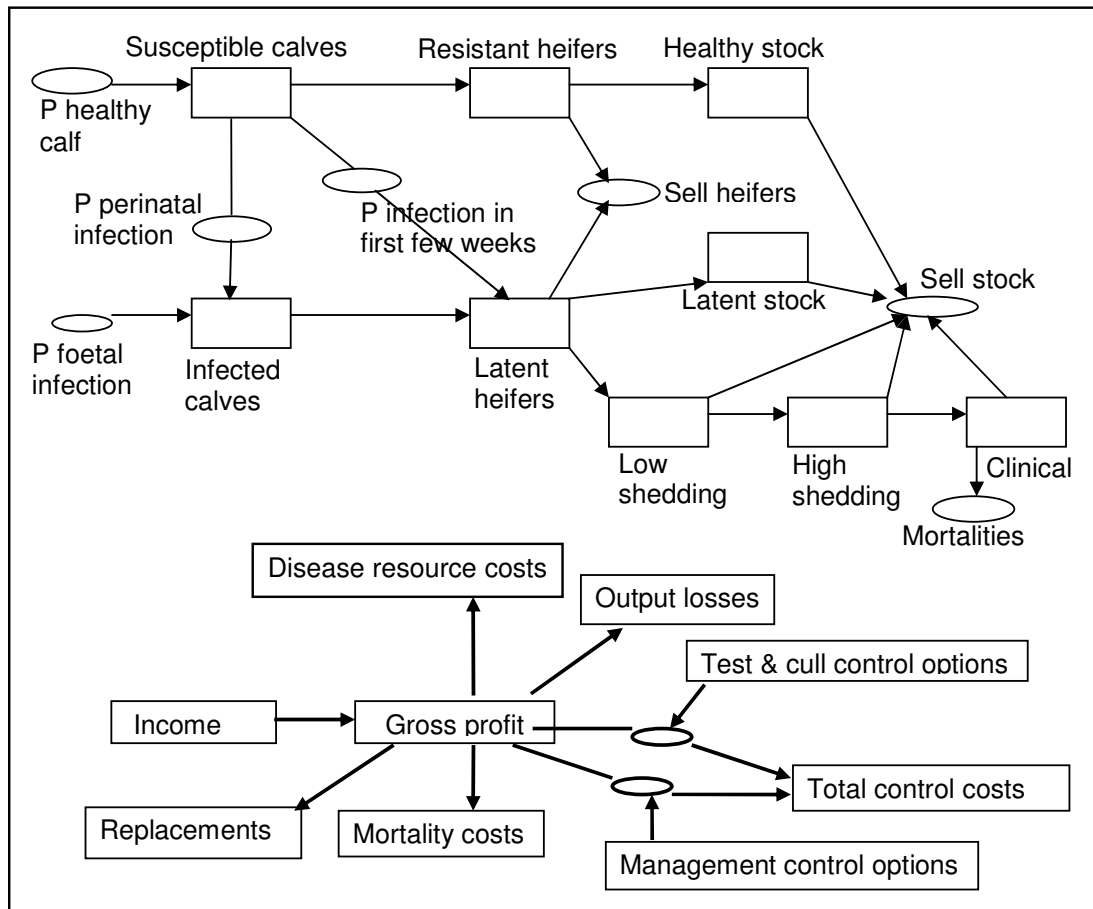 Susceptible calves
Resistant heifers
Healthy stock
P healthy
calf
P perinatal
infection
P infection in
first few weeks
Sell heifers
Latent stock
Sell stock
P foetal
infection
Infected
calves
Latent
heifers
Low
shedding
High
shedding
Clinical
Mortalities
Disease resource costs
Output losses
Test & cull control options
Income
Gross profit
Total control costs
Replacements
Mortality costs
Management control options